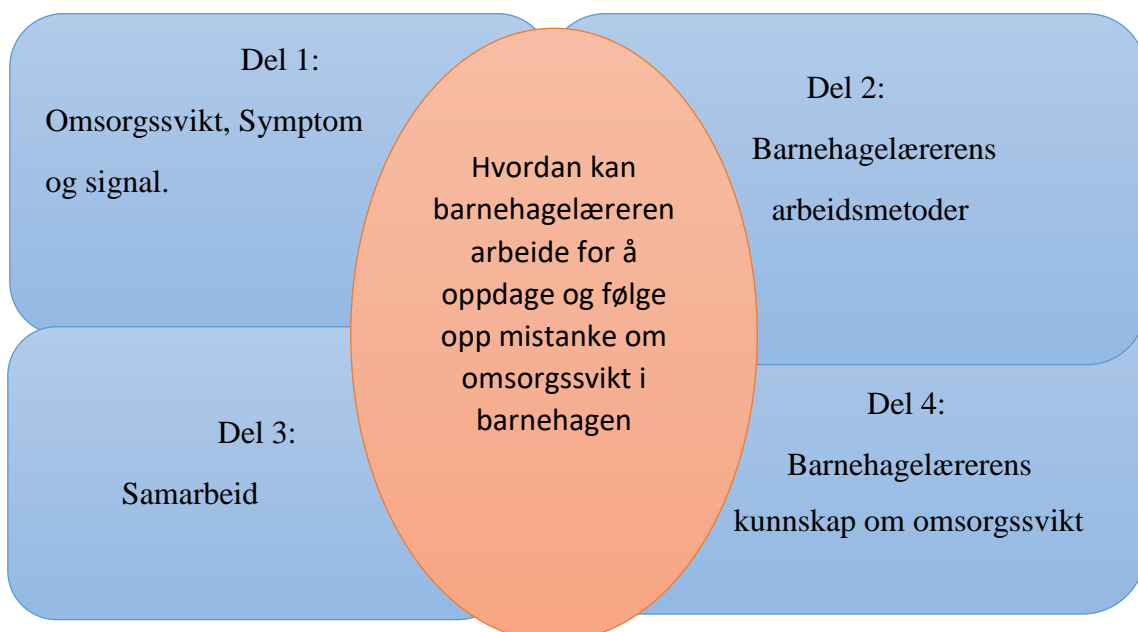 Del 1:
Omsorgssvikt, Symptom
og signal.
Del 2:
Barnehagelærerens
arbeidsmetoder
Hvordan kan
barnehagelæreren
arbeide for å
oppdage og følge
opp mistanke om
omsorgssvikt i
barnehagen
Del 3:
Samarbeid
Del 4:
Barnehagelærerens
kunnskap om omsorgssvikt